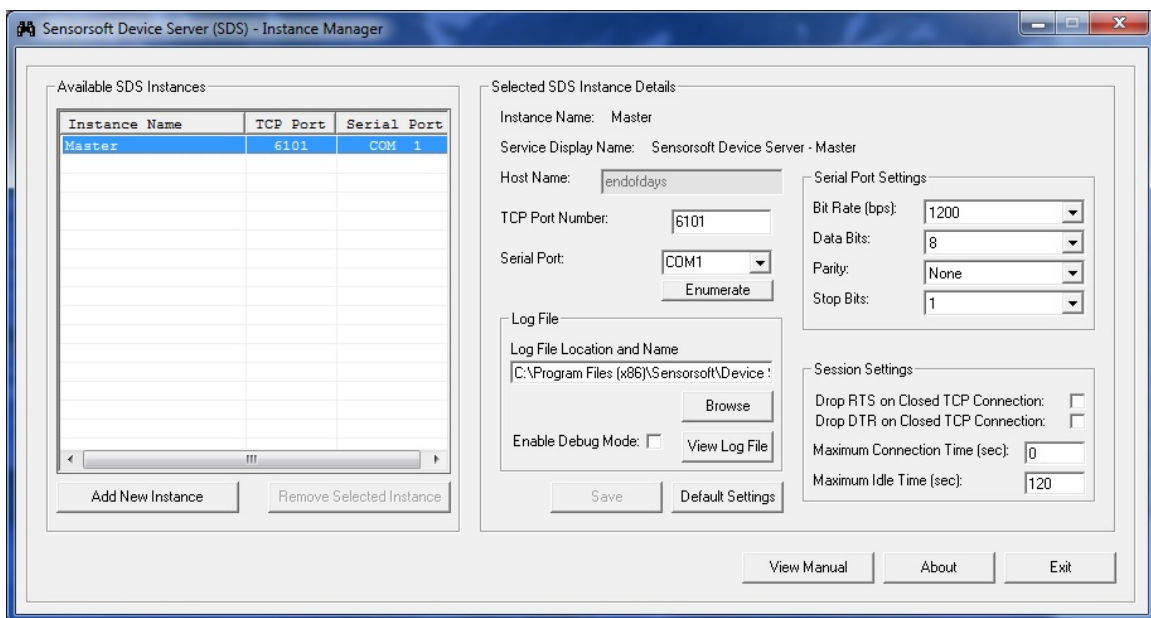 Sensorsoft Device Server (SDS) - Instance Manager
Available SDS Instances
Instance Name TCP Port Serial Port
Master 6101 COM 1
Add New Instance Remove Selected Instance
Selected SDS Instance Details
Instance Name: Master
Service Display Name: Sensorsoft Device Server - Master
Host Name: endofdays
TCP Port Number: 6101
Serial Port: COM1
Enumerate
Log File
Log File Location and Name
C:\Program Files (x86)\Sensorsoft\Device
Browse
Enable Debug Mode: View Log File
Save Default Settings
Serial Port Settings
Bit Rate (bps): 1200
Data Bits: 8
Parity: None
Stop Bits: 1
Session Settings
Drop RTS on Closed TCP Connection:
Drop DTR on Closed TCP Connection:
Maximum Connection Time (sec): 0
Maximum Idle Time (sec): 120
View Manual About Exit